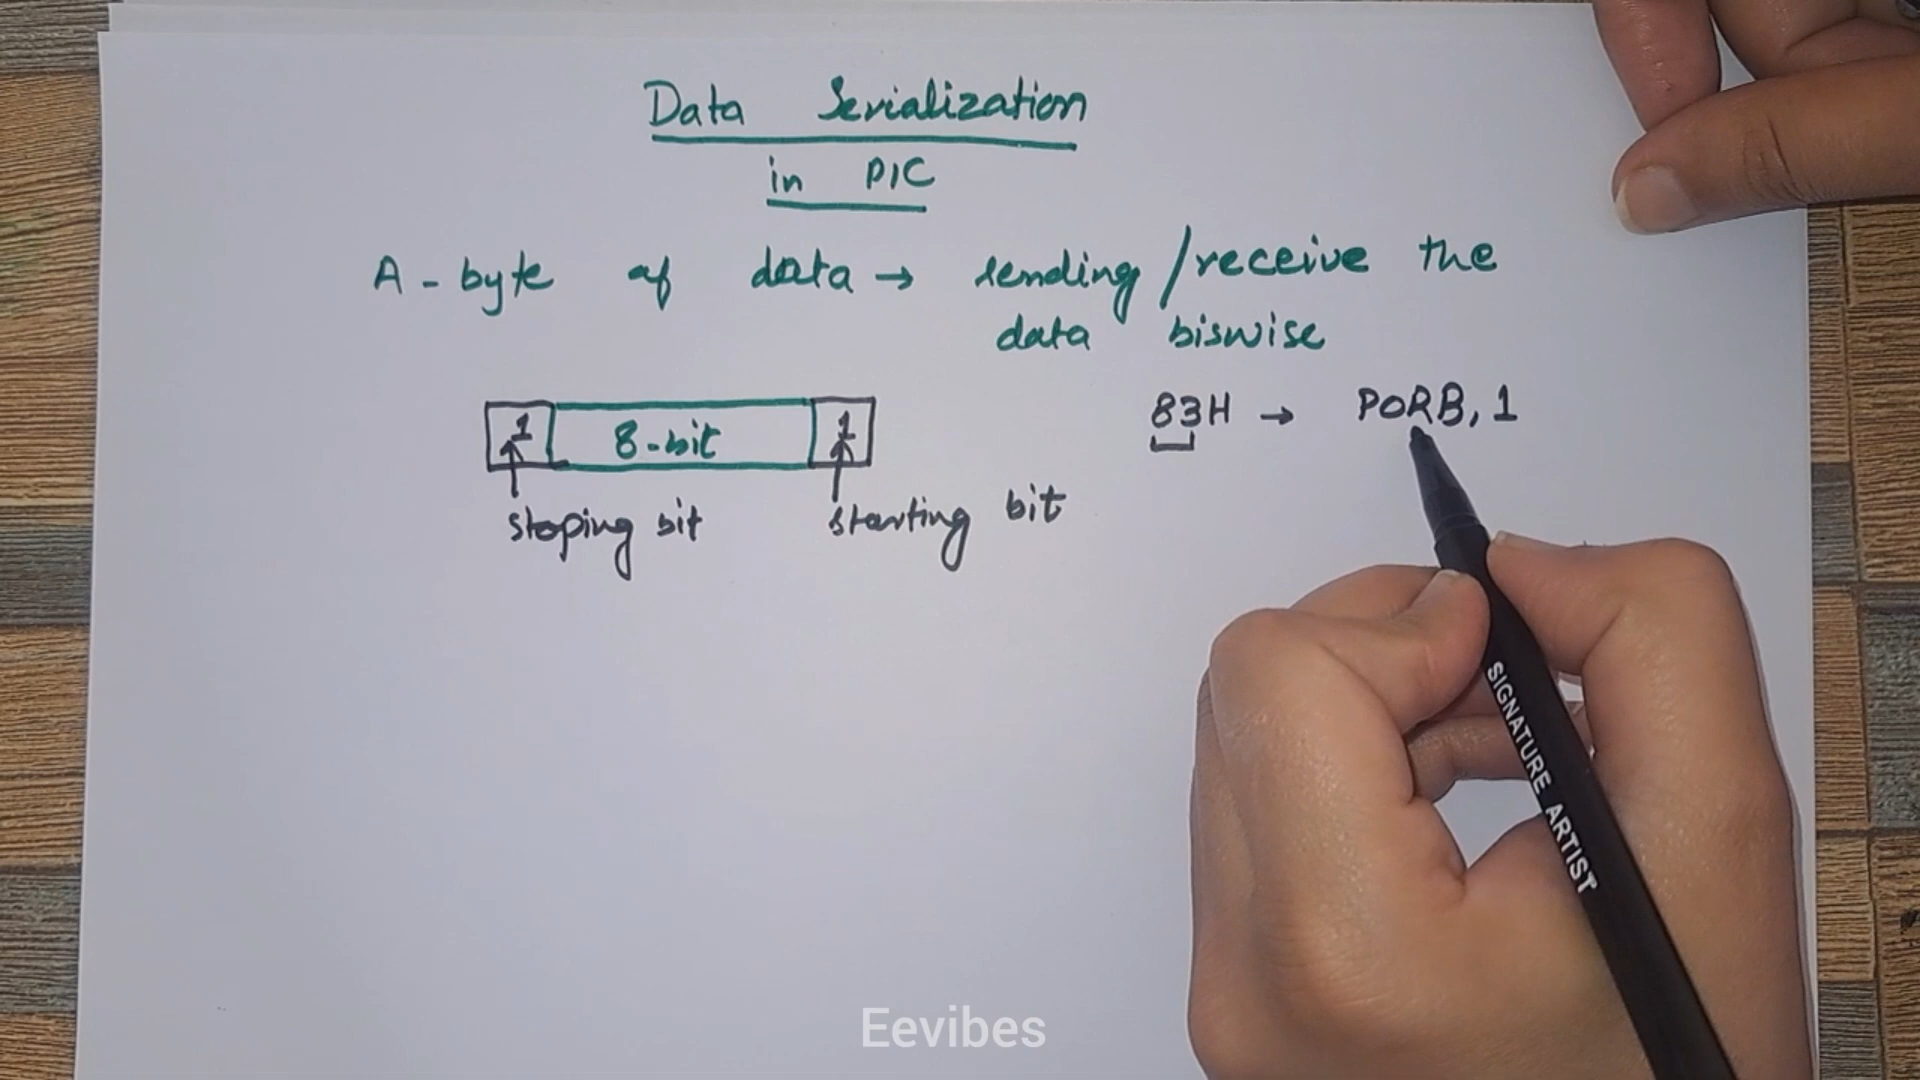 Data Serialization
in PIC
A-byte of data → sending/receive the
data biswise
1 8-bit 1
83H → PORB, 1
stoping bit
starting bit
SIGNATURE ARTIST
Eevibes